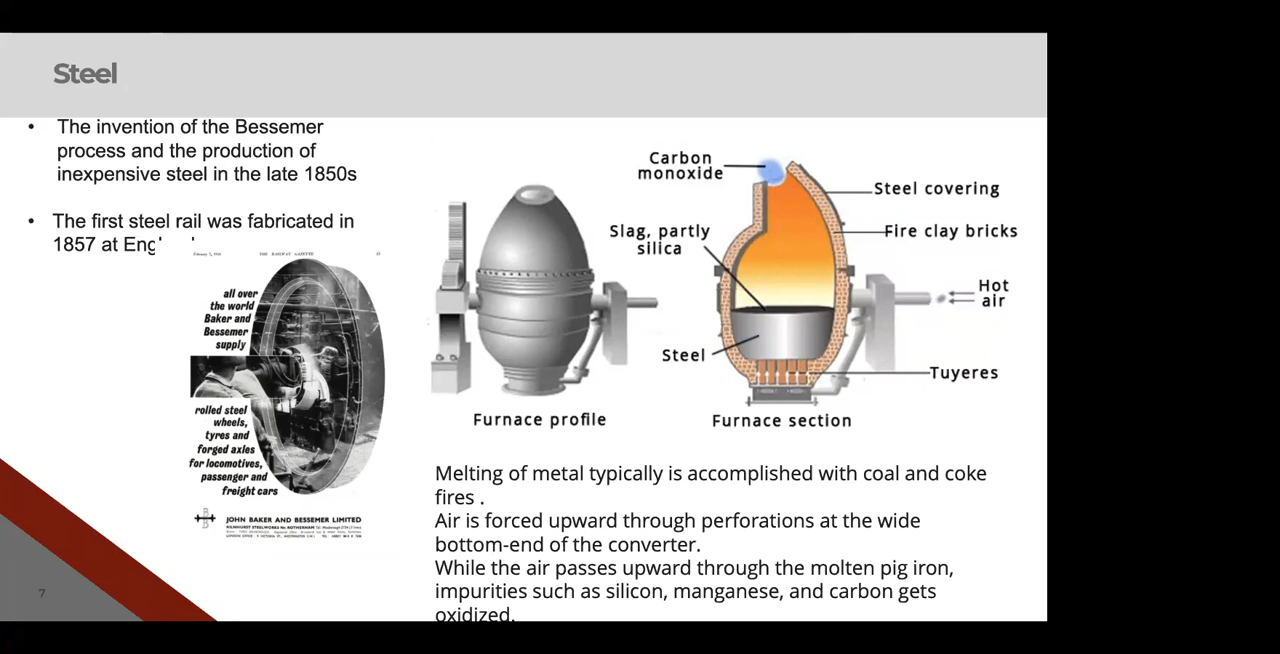 Steel
• The invention of the Bessemer
process and the production of
inexpensive steel in the late 1850s
• The first steel rail was fabricated in
1857 at
THE RAILWAY GAZETTE
all over
the world
Baker and
Bessemer
supply
rolled steel
wheels,
tyres and
forged axles
for locomotives,
passenger and
freight cars
JOHN BAKER AND BESSEMER LIMITED
Carbon
monoxide
Steel covering
Slag, partly
silica
Fire clay bricks
Hot
air
Steel
Tuyeres
Furnace profile
Furnace section
Melting of metal typically is accomplished with coal and coke
fires .
Air is forced upward through perforations at the wide
bottom-end of the converter.
While the air passes upward through the molten pig iron,
impurities such as silicon, manganese, and carbon gets
oxidized.
7